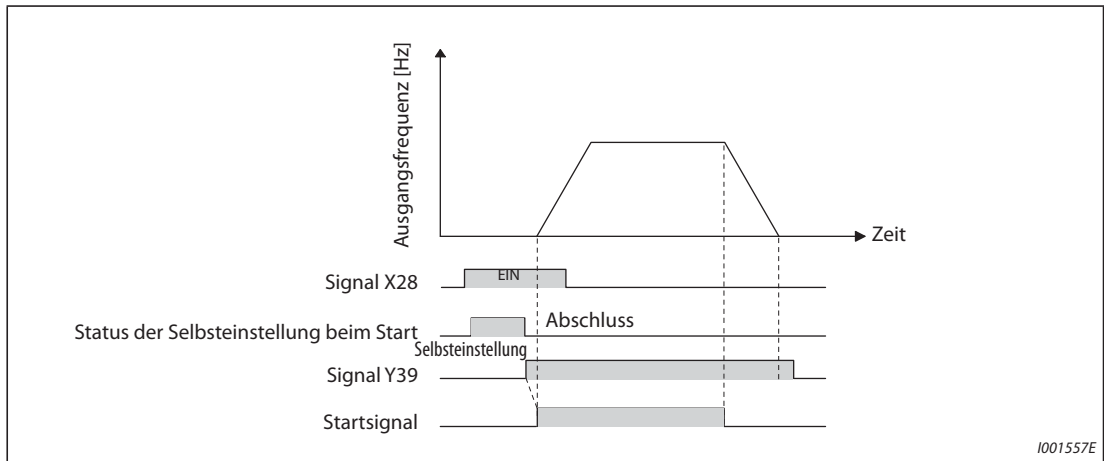 Ausgangsfrequenz [Hz]
Zeit
Signal X28
EIN
Status der Selbsteinstellung beim Start
Abschluss
Selbsteinstellung
Signal Y39
Startsignal
I001557E